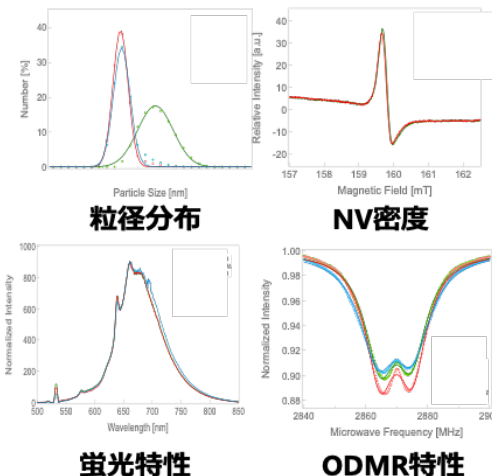 Number [%]
40
30
20
10
0
Particle Size [nm]
粒径分布
Relative Intensity [a.u.]
40
30
20
10
0
-10
-20
157 158 159 160 161 162
Magnetic Field [mT]
NV密度
Normalized Intensity
1000
800
600
400
200
0
500 550 600 650 700 750 800 850
Wavelength [nm]
蛍光特性
Normalized Intensity
1.00
0.98
0.96
0.94
0.92
0.90
0.88
2840 2860 2880
Microwave Frequency [MHz]
ODMR特性